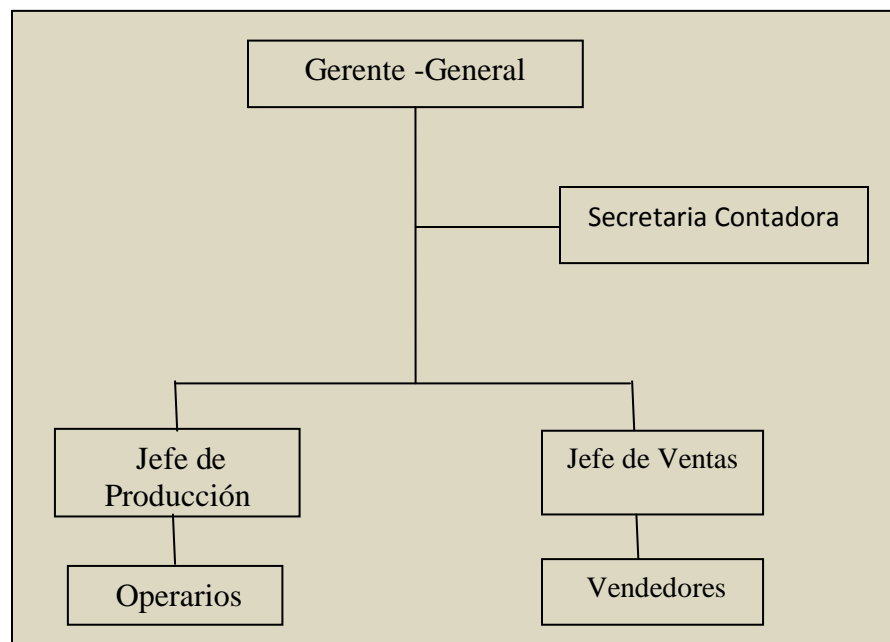 Gerente -General
Secretaria Contadora
Jefe de
Producción
Jefe de Ventas
Operarios
Vendedores